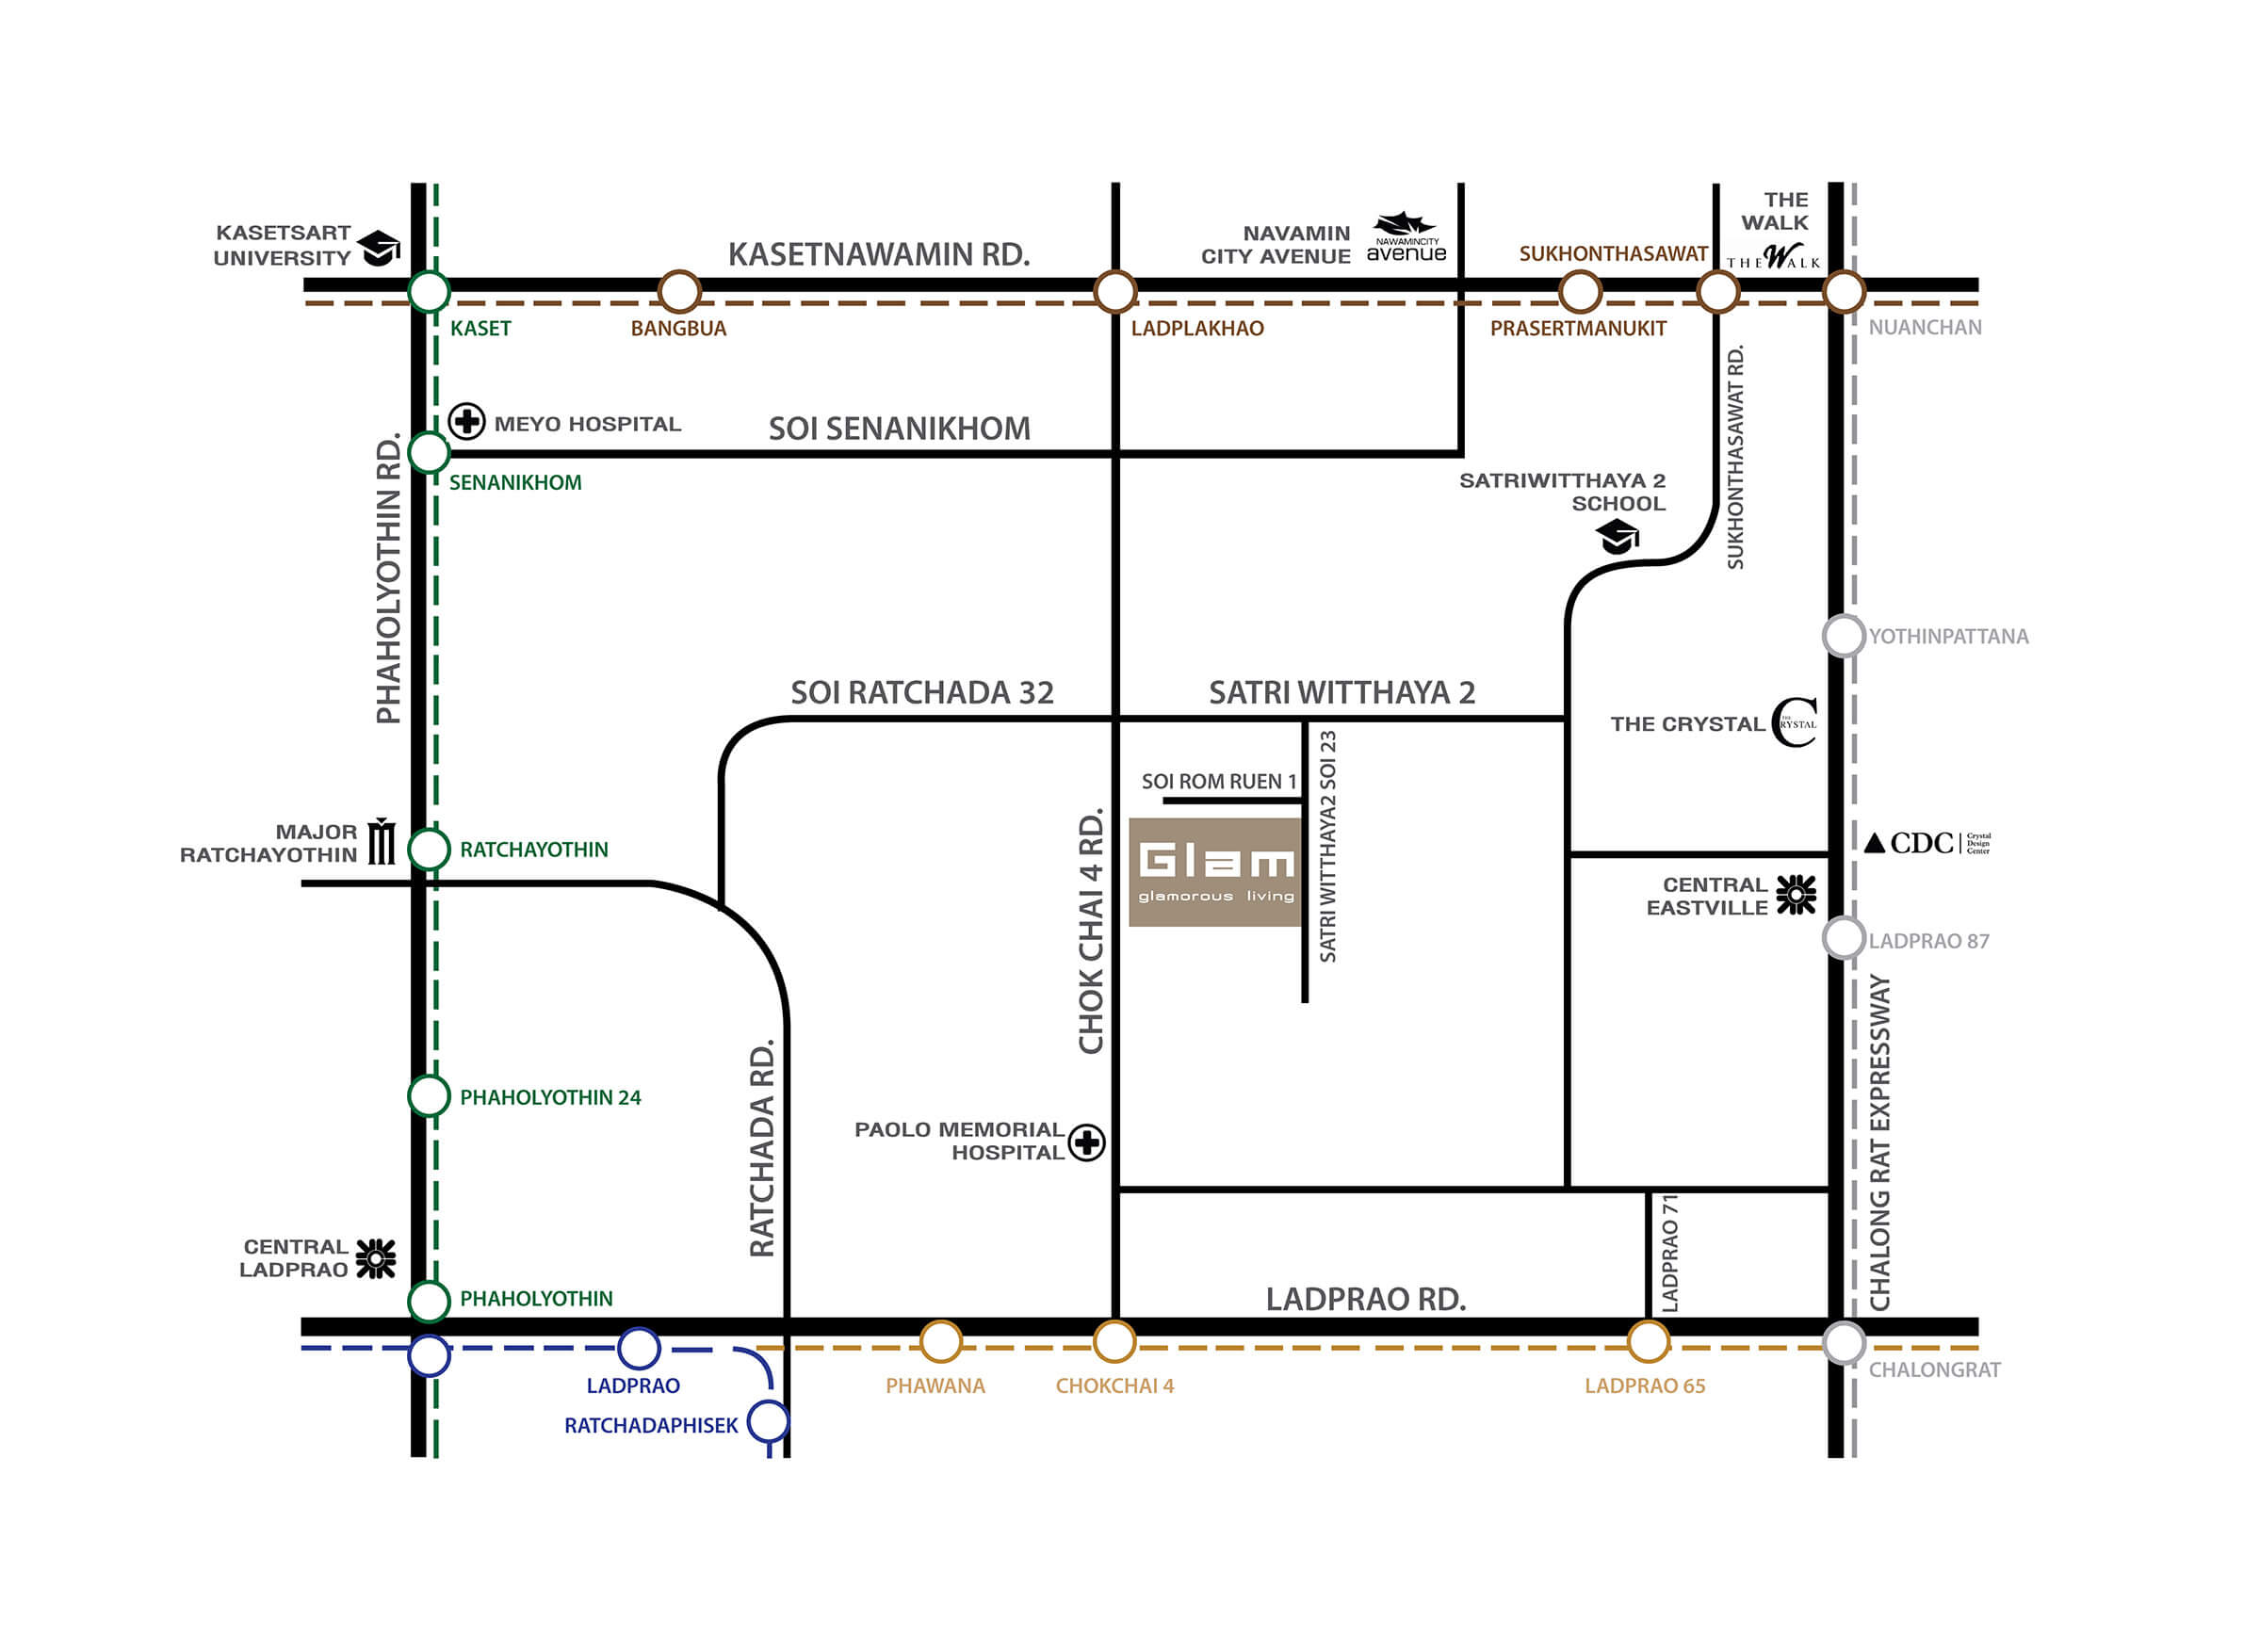 KASETSART
UNIVERSITY
KASETNAWAMIN RD.
NAVAMIN
CITY AVENUE
NAWAMINCITY
avenue
SUKHONTHASAWAT
THE
WALK
THE WALK
KASET
BANGBUA
LADPLAKHAO
PRASERTMANUKIT
NUANCHAN
MEYO HOSPITAL
SOI SENANIKHOM
SENANIKHOM
PHAHOLYOTHIN RD.
SATRIWITTHAYA 2
SCHOOL
SUKHONTHASAWAT RD.
YOTHINPATTANA
SOI RATCHADA 32
SATRI WITTHAYA 2
THE CRYSTAL
THE
CRYSTAL
SOI ROM RUEN 1
SATRI WITTHAYA2 SOI 23
MAJOR
RATCHAYOTHIN
RATCHAYOTHIN
CHOK CHAI 4 RD.
Glam
glamorous living
CDC
Crystal
Design
Center
CENTRAL
EASTVILLE
LADPRAO 87
RATCHADA RD.
CHALONG RAT EXPRESSWAY
PHAHOLYOTHIN 24
PAOLO MEMORIAL
HOSPITAL
LADPRAO 71
CENTRAL
LADPRAO
PHAHOLYOTHIN
LADPRAO RD.
LADPRAO
PHAWANA
CHOKCHAI 4
LADPRAO 65
CHALONGRAT
RATCHADAPHISEK